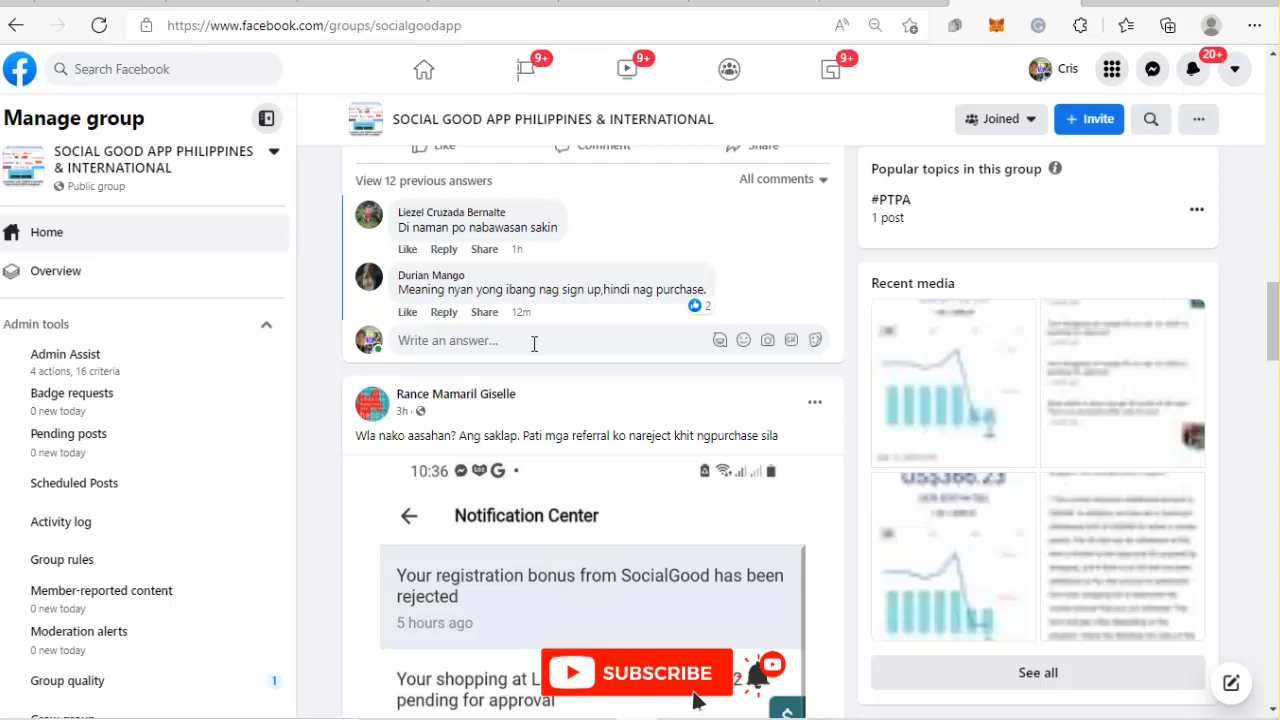 https://www.facebook.com/groups/socialgoodapp
Search Facebook
9+
9+
9+
Cris
20+
Manage group
SOCIAL GOOD APP PHILIPPINES
& INTERNATIONAL
Public group
Home
Overview
Admin tools
Admin Assist
4 actions, 16 criteria
Badge requests
0 new today
Pending posts
0 new today
Scheduled Posts
Activity log
Group rules
Member-reported content
0 new today
Moderation alerts
0 new today
Group quality
1
SOCIAL GOOD APP PHILIPPINES & INTERNATIONAL
Joined
+ Invite
Like
Comment
Share
View 12 previous answers
All comments
Liezel Cruzada Bernalte
Di naman po nabawasan sakin
Like Reply Share 1h
Durian Mango
Meaning nyan yong ibang nag sign up,hindi nag purchase.
2
Like Reply Share 12m
Write an answer...
Rance Mamaril Giselle
3h
Wla nako aasahan? Ang saklap. Pati mga referral ko nareject khit ngpurchase sila
10:36
Notification Center
Your registration bonus from SocialGood has been
rejected
5 hours ago
Your shopping at L
2
pending for approval
SUBSCRIBE
Popular topics in this group
#PTPA
1 post
Recent media
US$366.23
See all